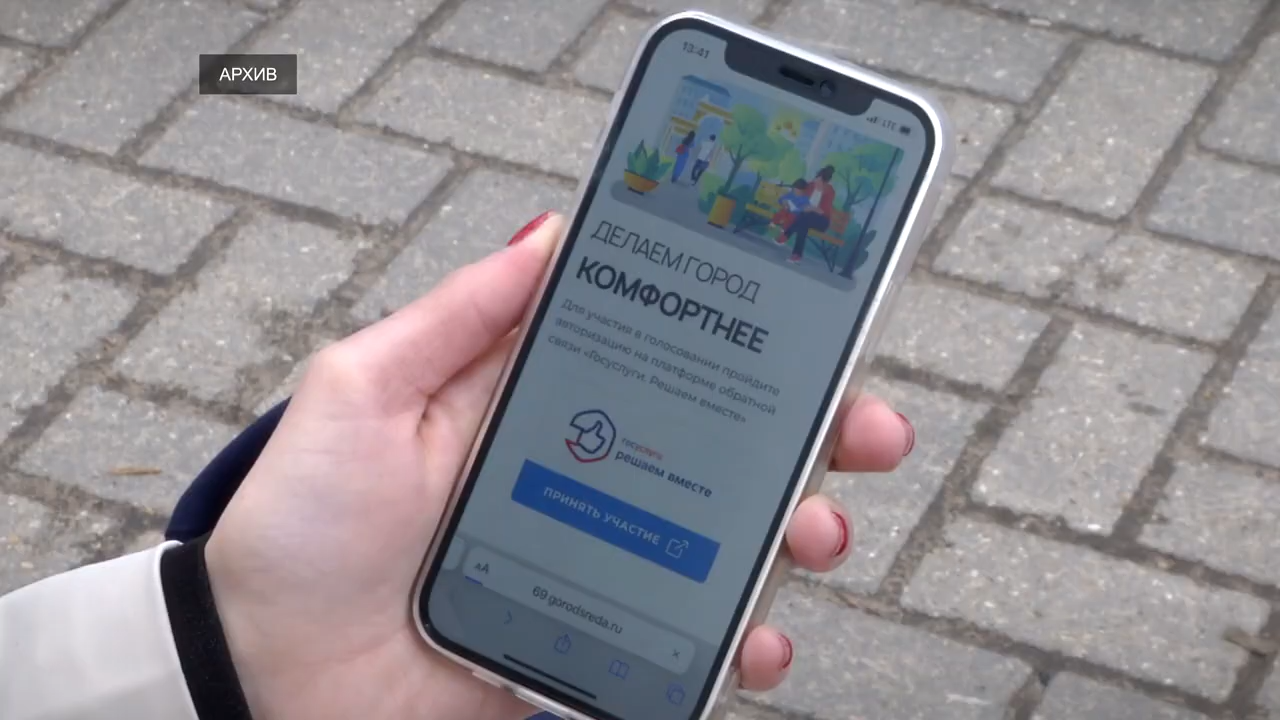 АРХИВ
13:41
LTE
ДЕЛАЕМ ГОРОД
КОМФОРТНЕЕ
Для участия в голосовании пройдите
авторизацию на платформе обратной
связи «Госуслуги. Решаем вместе»
госуслуги
решаем вместе
ПРИНЯТЬ УЧАСТИЕ
АА
69.gorodsreda.ru